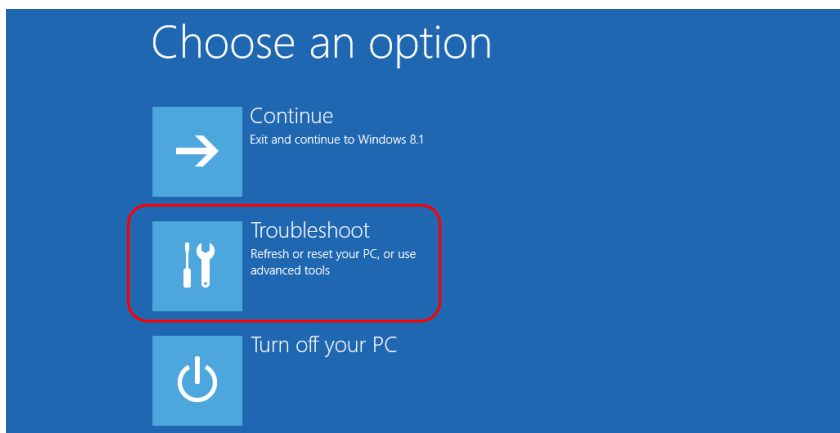 Choose an option
Continue
Exit and continue to Windows 8.1
Troubleshoot
Refresh or reset your PC, or use
advanced tools
Turn off your PC